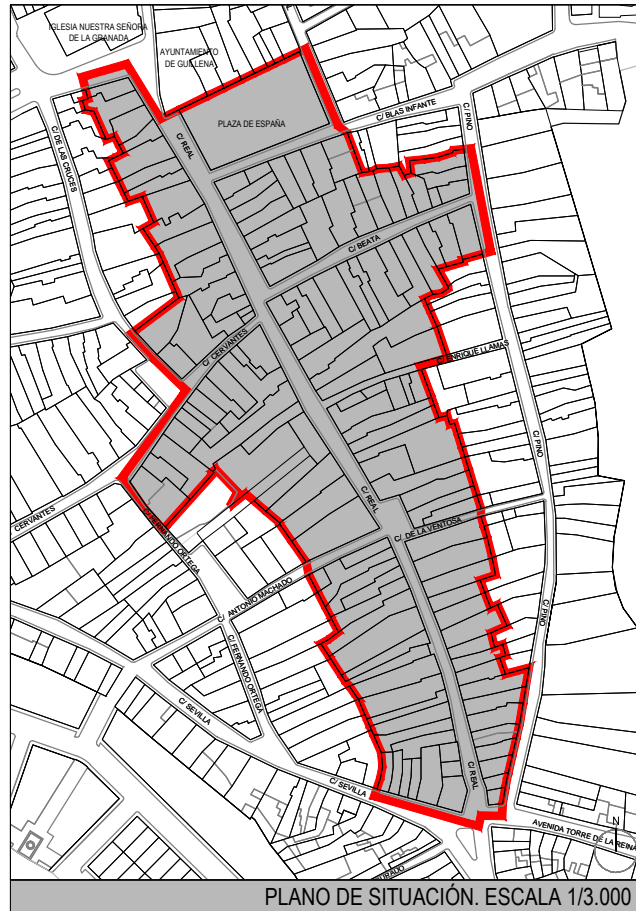 IGLESIA NUESTRA SEÑORA
DE LA GRANADA
AYUNTAMIENTO
DE GUILLENA
PLAZA DE ESPAÑA
C/ BLAS INFANTE
C/ PINO
C/ REAL
C/ DE LAS CRUCES
C/ BEATA
C/ CERVANTES
C/ ENRIQUE LLAMAS
C/ PINO
CERVANTES
C/ REAL
C/ FERNANDO ORTEGA
C/ DE LA VENTOSA
C/ ANTONIO MACHADO
C/ PINO
C/ FERNANDO ORTEGA
C/ SEVILLA
C/ SEVILLA
C/ REAL
N
AVENIDA TORRE DE LA REINA
PLANO DE SITUACIÓN. ESCALA 1/3.000